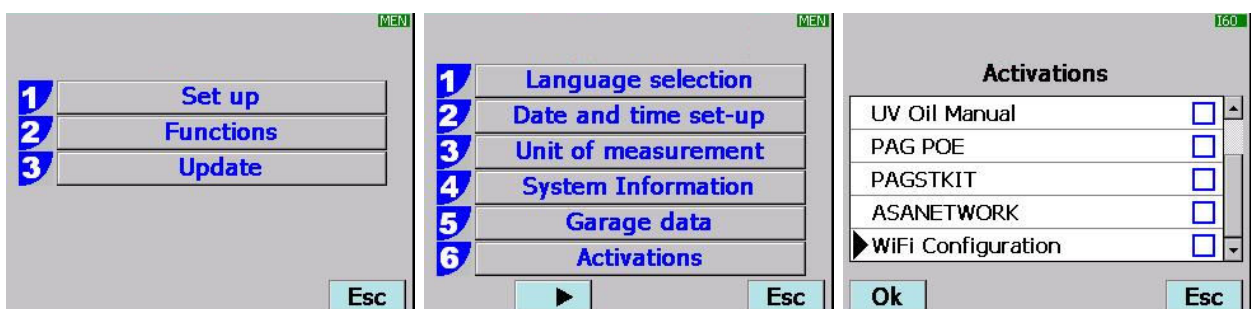 MEN
1 Set up
2 Functions
3 Update
Esc
MEN
1 Language selection
2 Date and time set-up
3 Unit of measurement
4 System Information
5 Garage data
6 Activations
Esc
I60
Activations
UV Oil Manual
PAG POE
PAGSTKIT
ASANETWORK
WiFi Configuration
Ok Esc